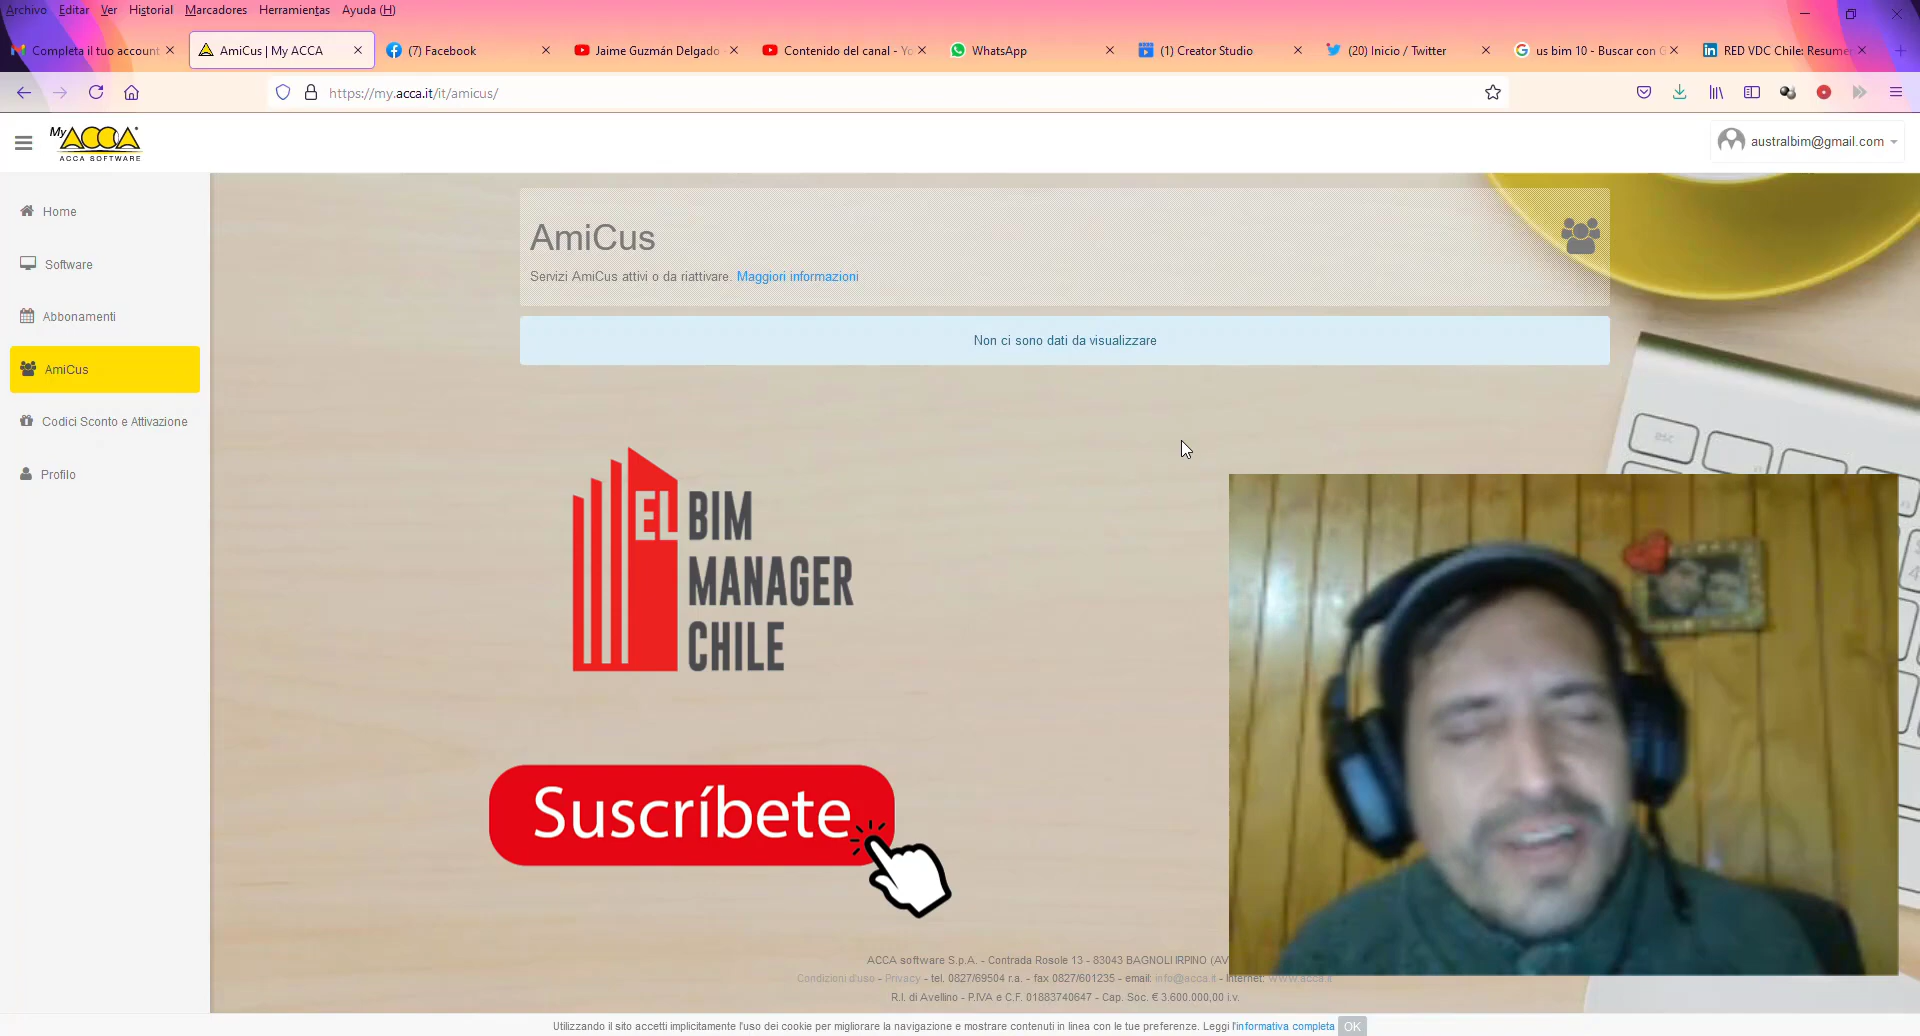 Archivo Editar Ver Historial Marcadores Herramientas Ayuda (H)
Completa il tuo account
AmiCus | My ACCA
(7) Facebook
Jaime Guzmán Delgado
Contenido del canal - Yo
WhatsApp
(1) Creator Studio
(20) Inicio / Twitter
us bim 10 - Buscar con G
RED VDC Chile: Resume
https://my.acca.it/it/amicus/
My ACCA
ACCA SOFTWARE
australbim@gmail.com
Home
Software
Abbonamenti
AmiCus
Codici Sconto e Attivazione
Profilo
AmiCus
Servizi AmiCus attivi o da riattivare. Maggiori informazioni
Non ci sono dati da visualizzare
EL BIM
MANAGER
CHILE
Suscríbete
esc
ACCA software S.p.A. - Contrada Rosole 13 - 83043 BAGNOLI IRPINO (AV
Condizioni d'uso - Privacy - tel. 0827/69504 r.a. - fax 0827/601235 - email: info@acca.it - Internet: www.acca.it
R.I. di Avellino - P.IVA e C.F. 01883740647 - Cap. Soc. € 3.600.000,00 i.v.
Utilizzando il sito accetti implicitamente l'uso dei cookie per migliorare la navigazione e mostrare contenuti in linea con le tue preferenze. Leggi l'informativa completa OK